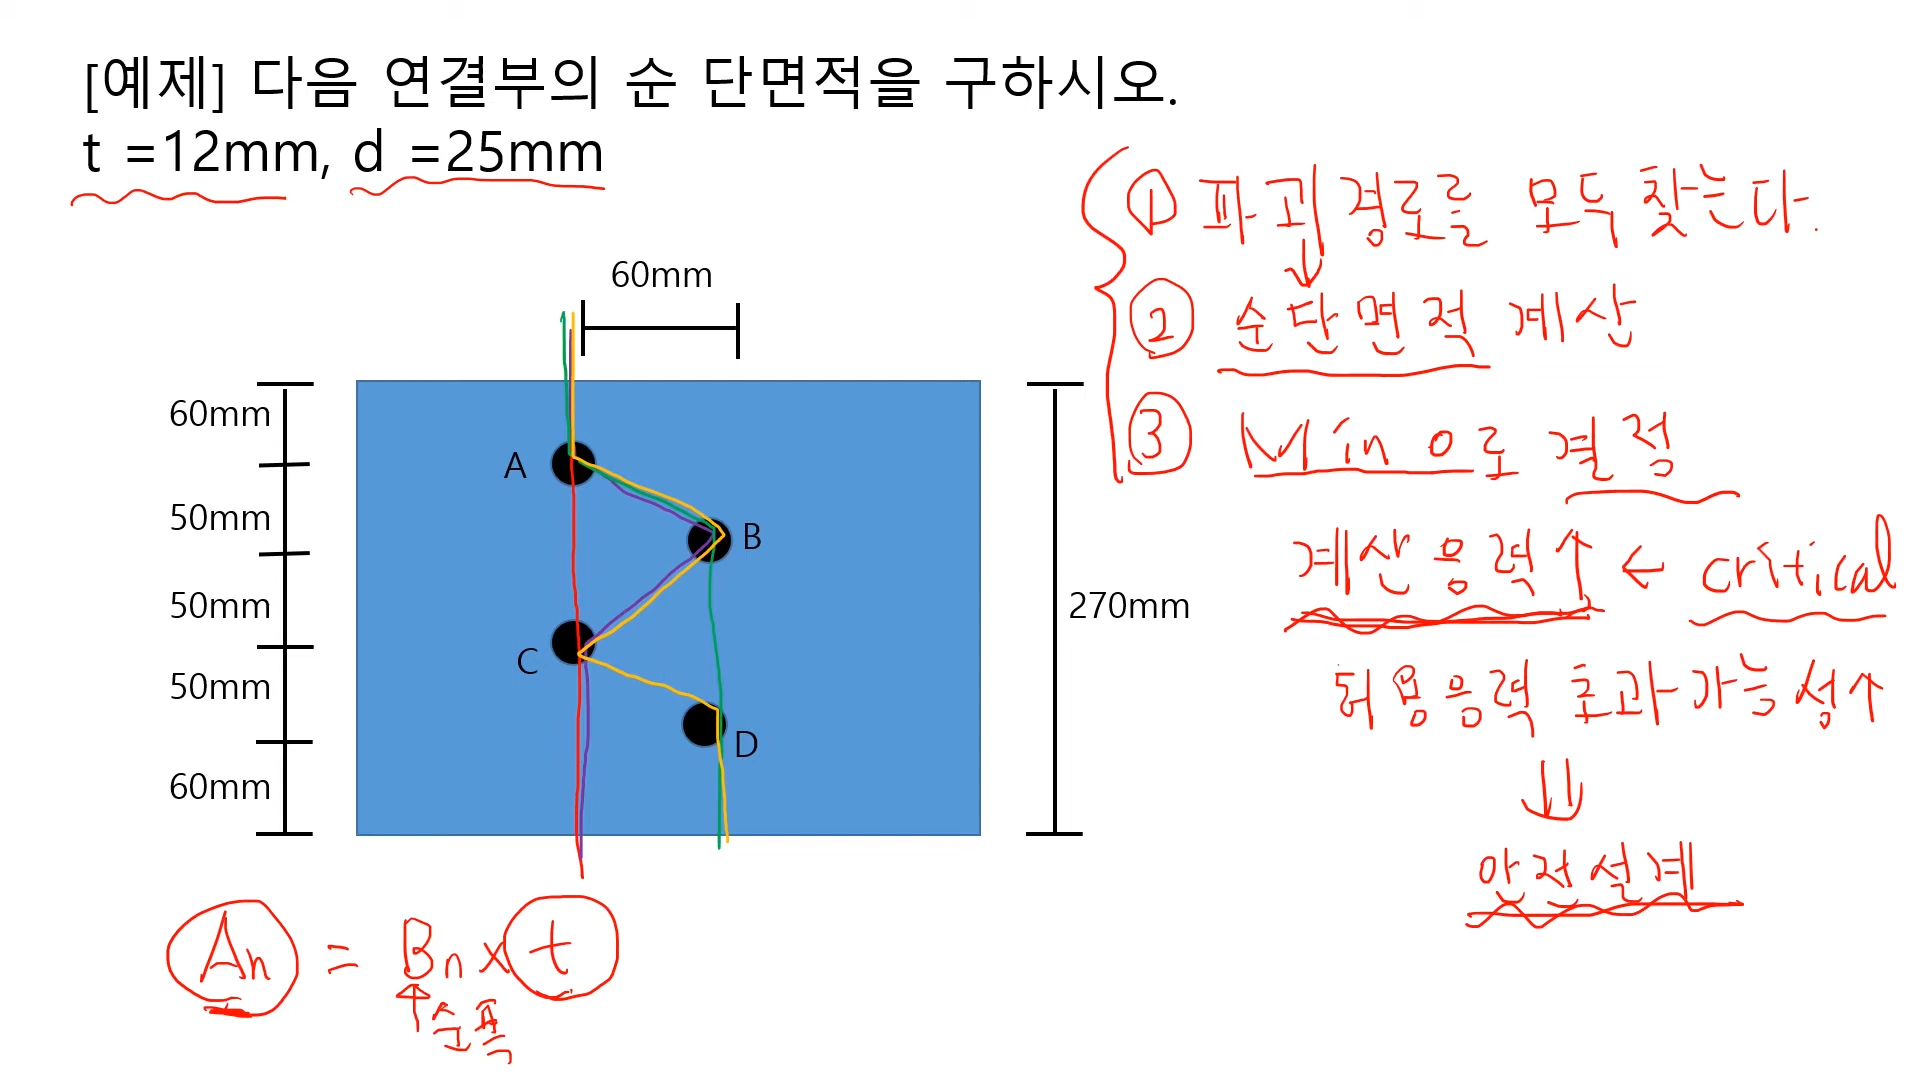 [예제] 다음 연결부의 순 단면적을 구하시오.
t =12mm, d =25mm
① 파괴경로를 모두 찾는다.
② 순단면적 계산
③ Min으로 결정
계산응력↑ ← critical
허용응력 초과가능성↑
⇓
안전설계
60mm
60mm
50mm
50mm
50mm
60mm
A
B
C
D
270mm
An = Bn × t
↑ 순폭